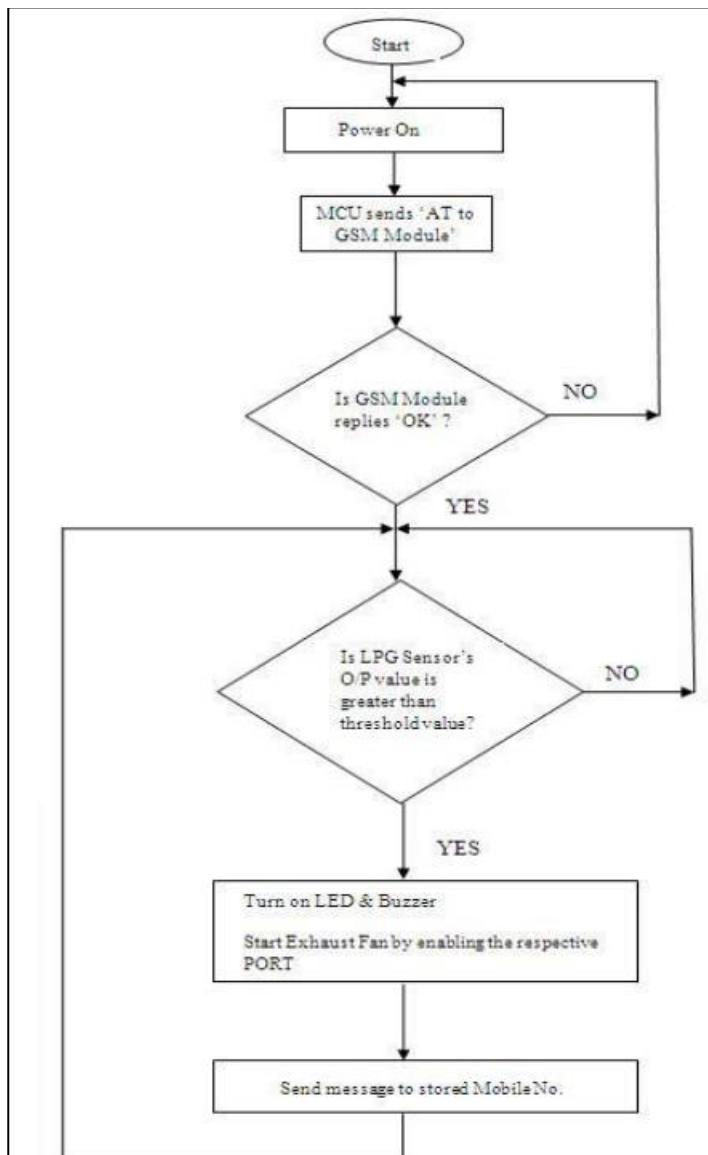 Start
Power On
MCU sends ‘AT to
GSM Module’
Is GSM Module
replies ‘OK’ ?
NO
YES
Is LPG Sensor’s
O/P value is
greater than
threshold value?
NO
YES
Turn on LED & Buzzer
Start Exhaust Fan by enabling the respective
PORT
Send message to stored Mobile No.